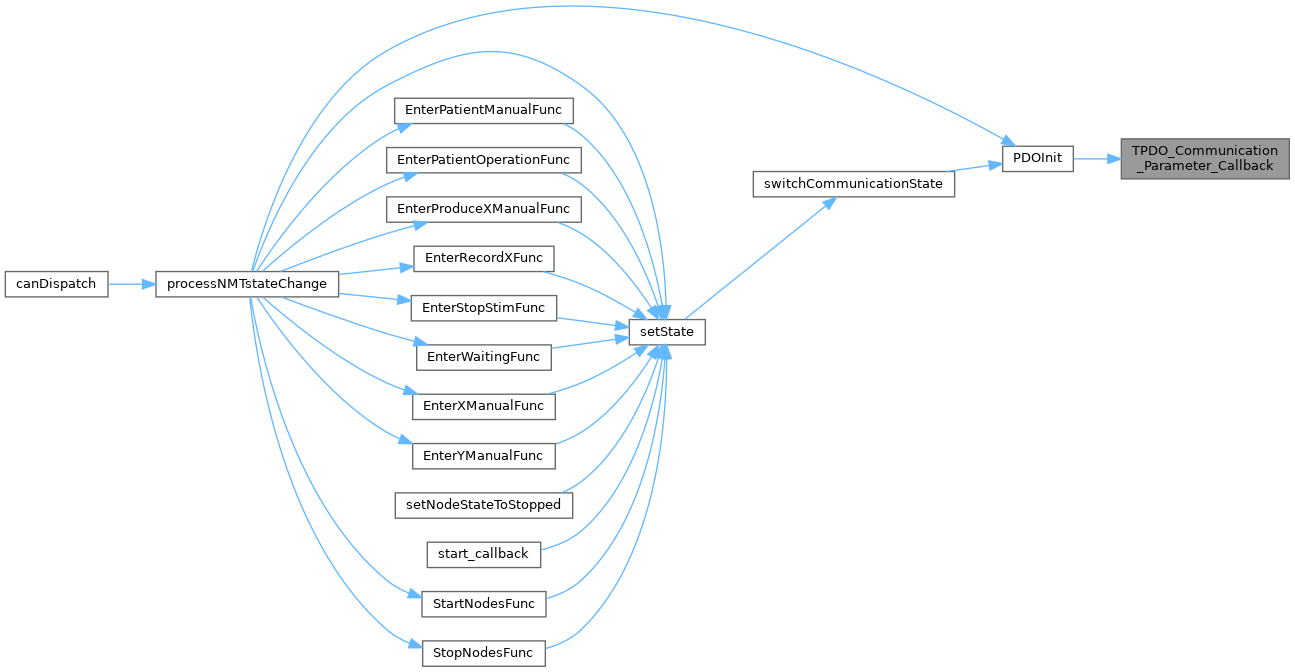 EnterPatientManualFunc
EnterPatientOperationFunc
EnterProduceXManualFunc
EnterRecordXFunc
EnterStopStimFunc
EnterWaitingFunc
EnterXManualFunc
EnterYManualFunc
setNodeStateToStopped
start_callback
StartNodesFunc
StopNodesFunc
canDispatch
processNMTstateChange
setState
switchCommunicationState
PDOInit
TPDO_Communication
_Parameter_Callback